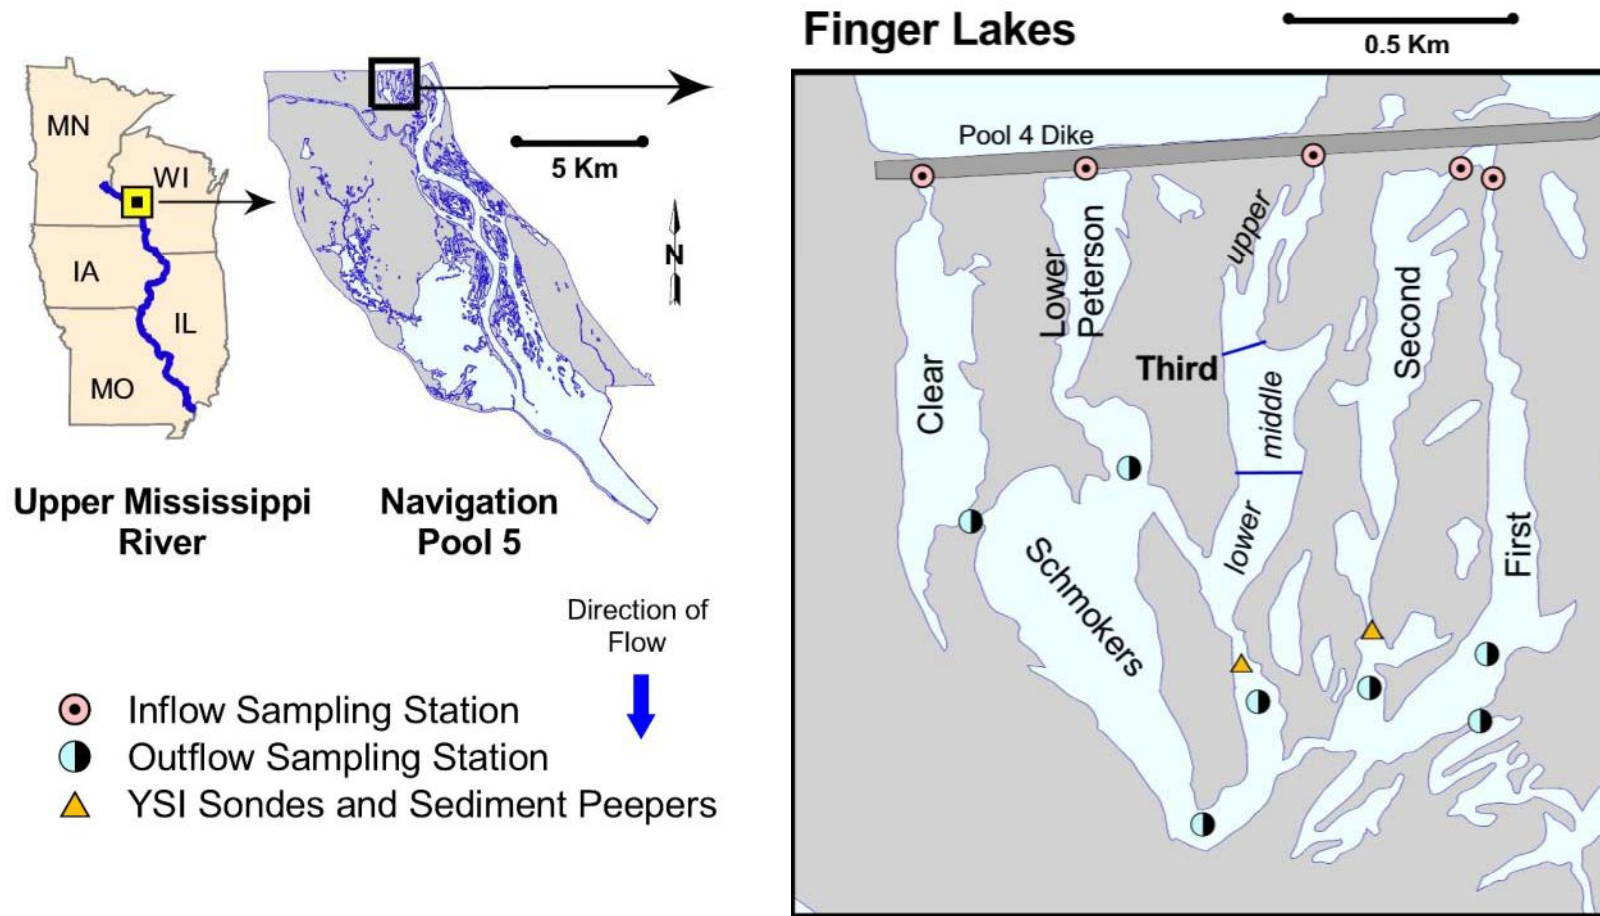 MN
WI
IA
IL
MO
Upper Mississippi
River
5 Km
N
Navigation
Pool 5
Direction of
Flow
Inflow Sampling Station
Outflow Sampling Station
YSI Sondes and Sediment Peepers
Finger Lakes
0.5 Km
Pool 4 Dike
Clear
Lower
Peterson
upper
Third
middle
lower
Second
First
Schmokers